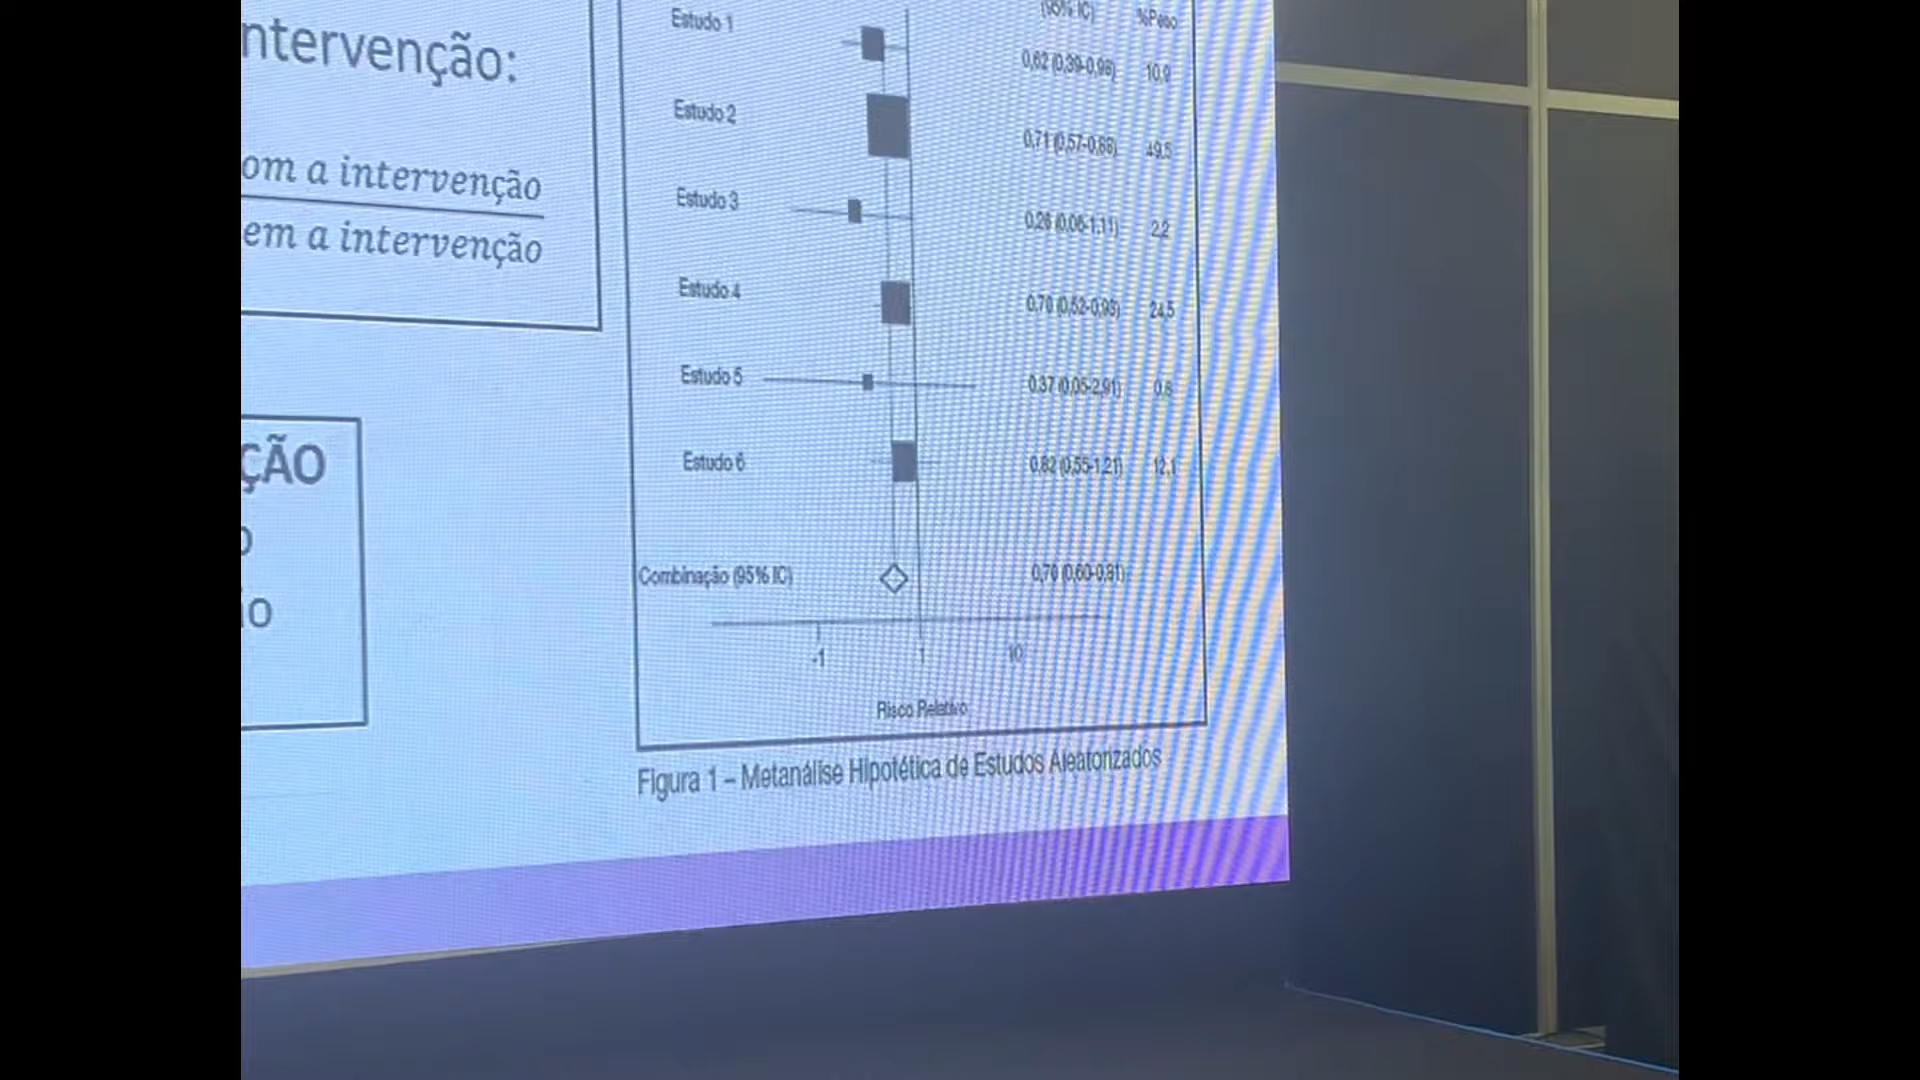 ntervenção:
om a intervenção
em a intervenção
ÇÃO
o
io
(95% IC) %Peso
Estudo 1 0,62 (0,39-0,98) 10,9
Estudo 2 0,71 (0,57-0,88) 49,5
Estudo 3 0,26 (0,06-1,11) 2,2
Estudo 4 0,70 (0,52-0,93) 24,5
Estudo 5 0,37 (0,05-2,91)
Estudo 6 0,82 (0,55-1,21) 12,1
Combinação (95% IC) 0,70 (0,60-0,81)
-1 1 10
Risco Relativo
Figura 1 – Metanálise Hipotética de Estudos Aleatorizados